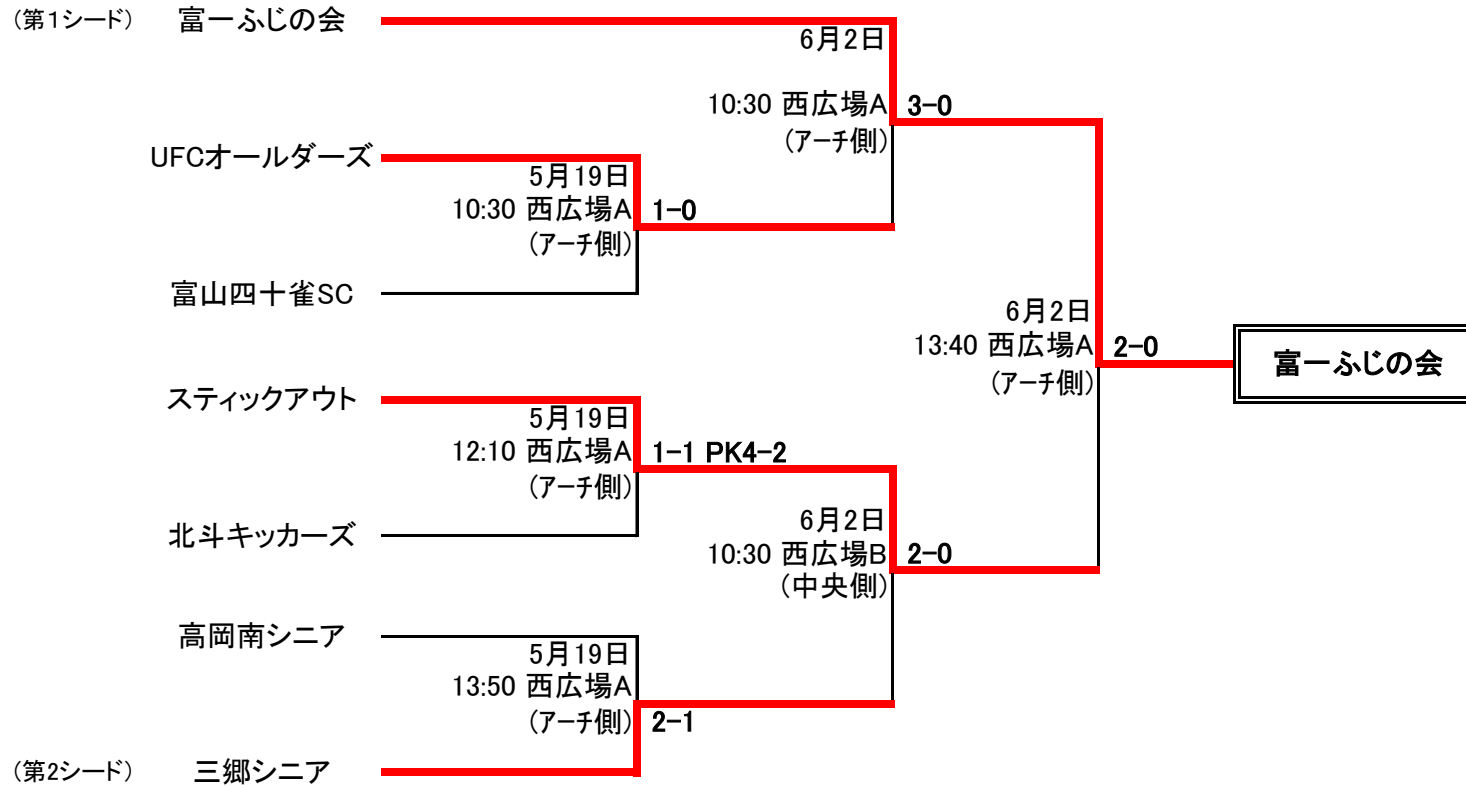 (第1シード) 富一ふじの会
6月2日
10:30 西広場A 3-0
(アーチ側)
UFCオールダーズ
5月19日
10:30 西広場A 1-0
(アーチ側)
富山四十雀SC
6月2日
13:40 西広場A 2-0
(アーチ側)
富一ふじの会
スティックアウト
5月19日
12:10 西広場A 1-1 PK4-2
(アーチ側)
北斗キッカーズ
6月2日
10:30 西広場B 2-0
(中央側)
高岡南シニア
5月19日
13:50 西広場A
(アーチ側) 2-1
(第2シード) 三郷シニア